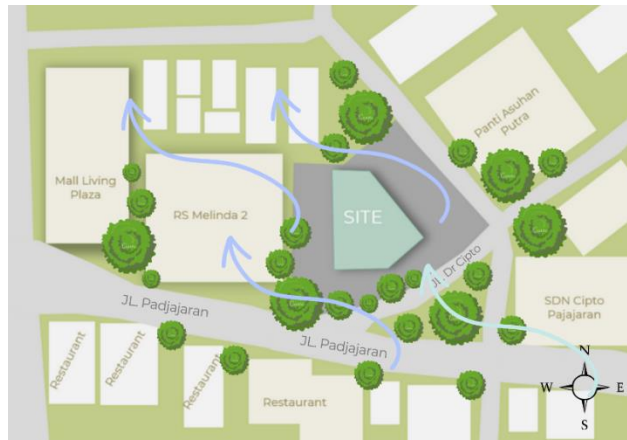 Panti Asuhan
Putra
Mall Living
Plaza
RS Melinda 2
SITE
JL. Dr Cipto
JL. Padjajaran
JL. Padjajaran
SDN Cipto
Pajajaran
Restaurant
Restaurant
Restaurant
Restaurant
N
W
E
S